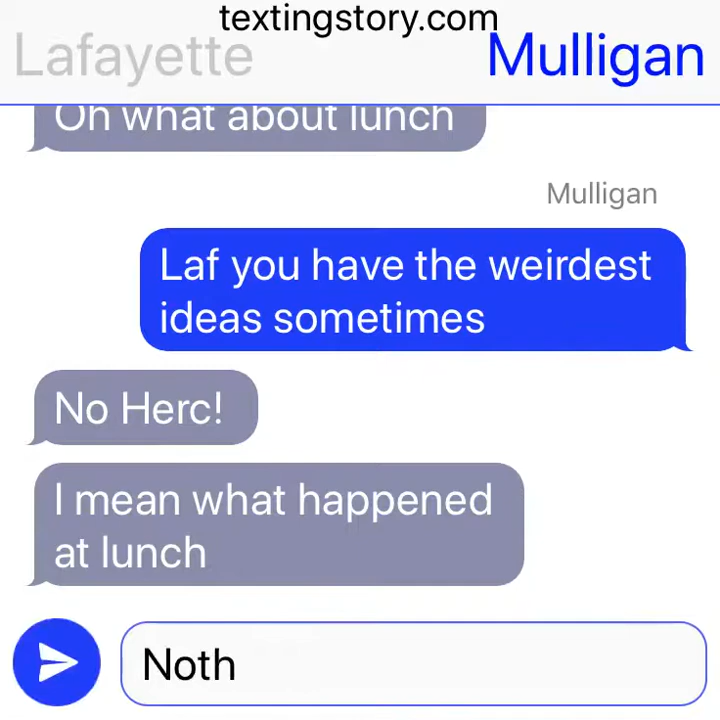 textingstory.com
Lafayette
Mulligan
Oh what about lunch
Mulligan
Laf you have the weirdest
ideas sometimes
No Herc!
I mean what happened
at lunch
Noth